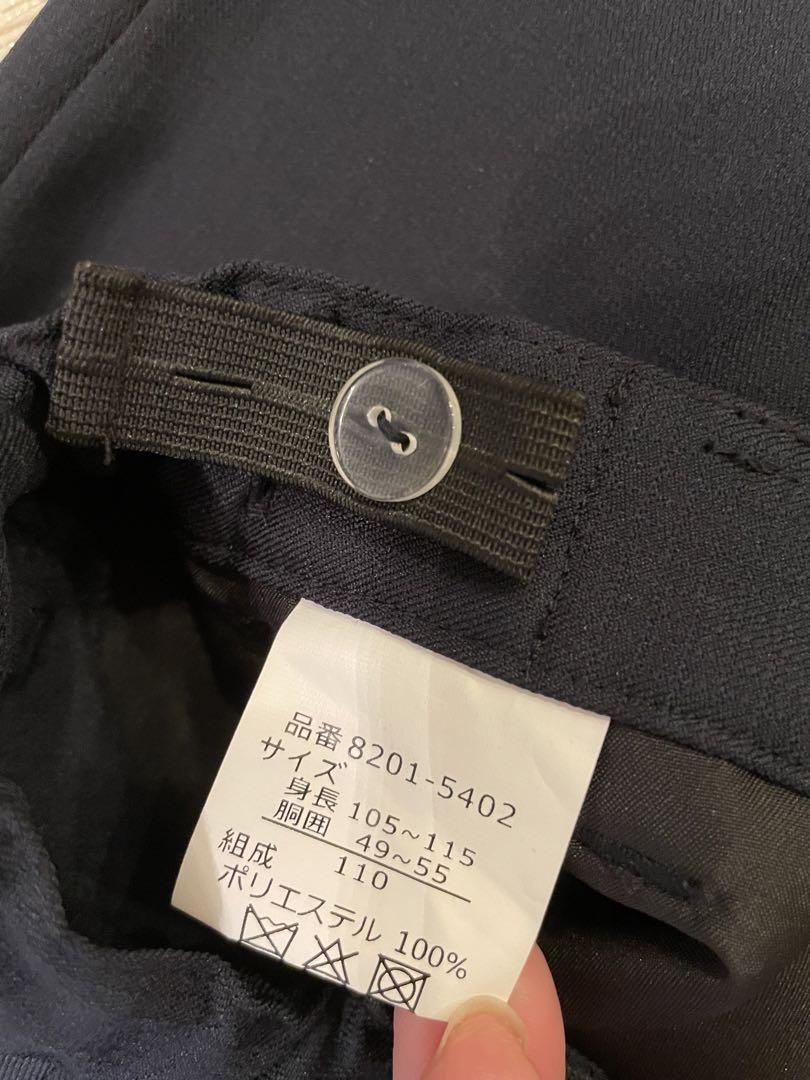 品番 8201-5402
サイズ
身長 105~115
胴囲 49~55
110
組成
ポリエステル 100%